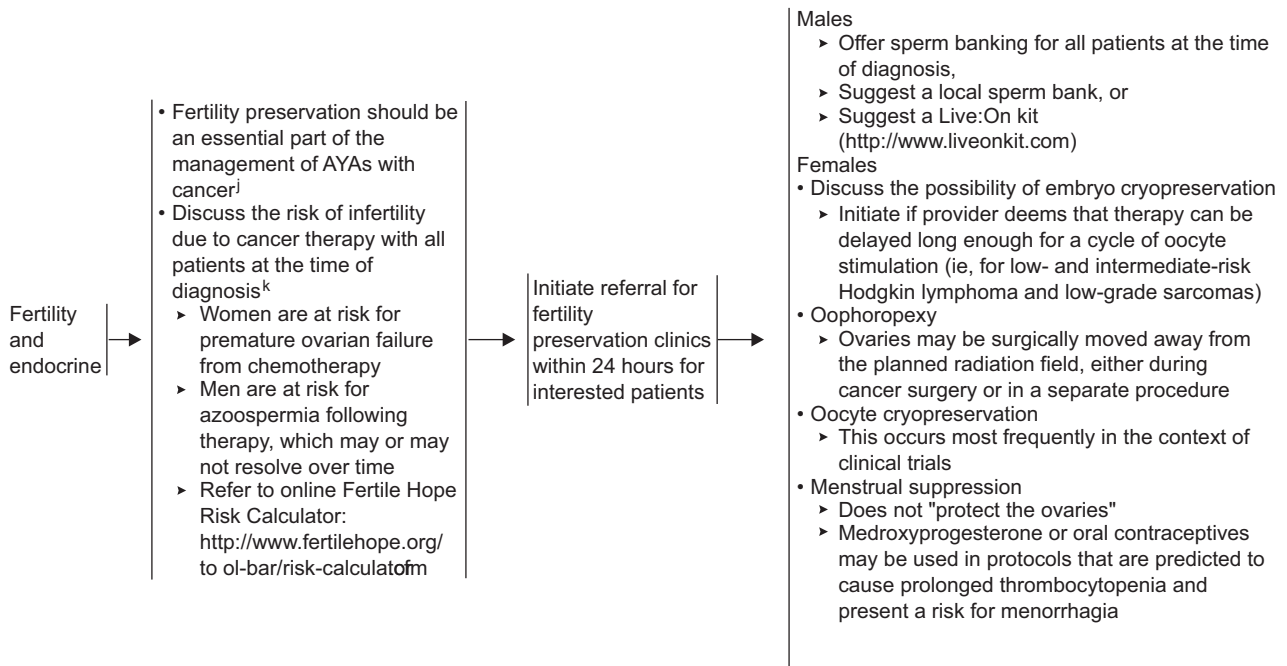 Fertility
and
endocrine
• Fertility preservation should be
an essential part of the
management of AYAs with
cancerj
• Discuss the risk of infertility
due to cancer therapy with all
patients at the time of
diagnosisk
➤ Women are at risk for
premature ovarian failure
from chemotherapy
➤ Men are at risk for
azoospermia following
therapy, which may or may
not resolve over time
➤ Refer to online Fertile Hope
Risk Calculator:
http://www.fertilehope.org/
to ol-bar/risk-calculator
Initiate referral for
fertility
preservation clinics
within 24 hours for
interested patients
Males
➤ Offer sperm banking for all patients at the time
of diagnosis,
➤ Suggest a local sperm bank, or
➤ Suggest a Live:On kit
(http://www.liveonkit.com)
Females
• Discuss the possibility of embryo cryopreservation
➤ Initiate if provider deems that therapy can be
delayed long enough for a cycle of oocyte
stimulation (ie, for low- and intermediate-risk
Hodgkin lymphoma and low-grade sarcomas)
• Oophoropexy
➤ Ovaries may be surgically moved away from
the planned radiation field, either during
cancer surgery or in a separate procedure
• Oocyte cryopreservation
➤ This occurs most frequently in the context of
clinical trials
• Menstrual suppression
➤ Does not "protect the ovaries"
➤ Medroxyprogesterone or oral contraceptives
may be used in protocols that are predicted to
cause prolonged thrombocytopenia and
present a risk for menorrhagia